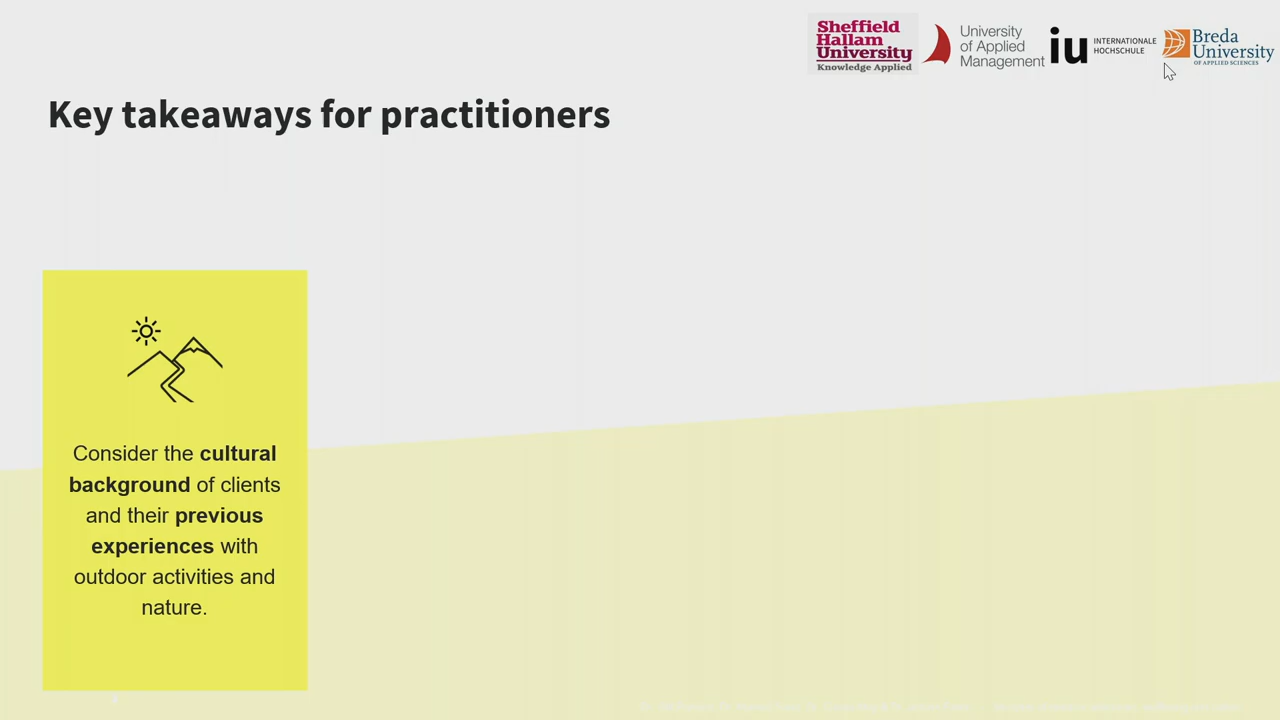 Sheffield
Hallam
University
Knowledge Applied
University
of Applied
Management
iu
INTERNATIONALE
HOCHSCHULE
Breda
University
OF APPLIED SCIENCES
Key takeaways for practitioners
Consider the cultural
background of clients
and their previous
experiences with
outdoor activities and
nature.